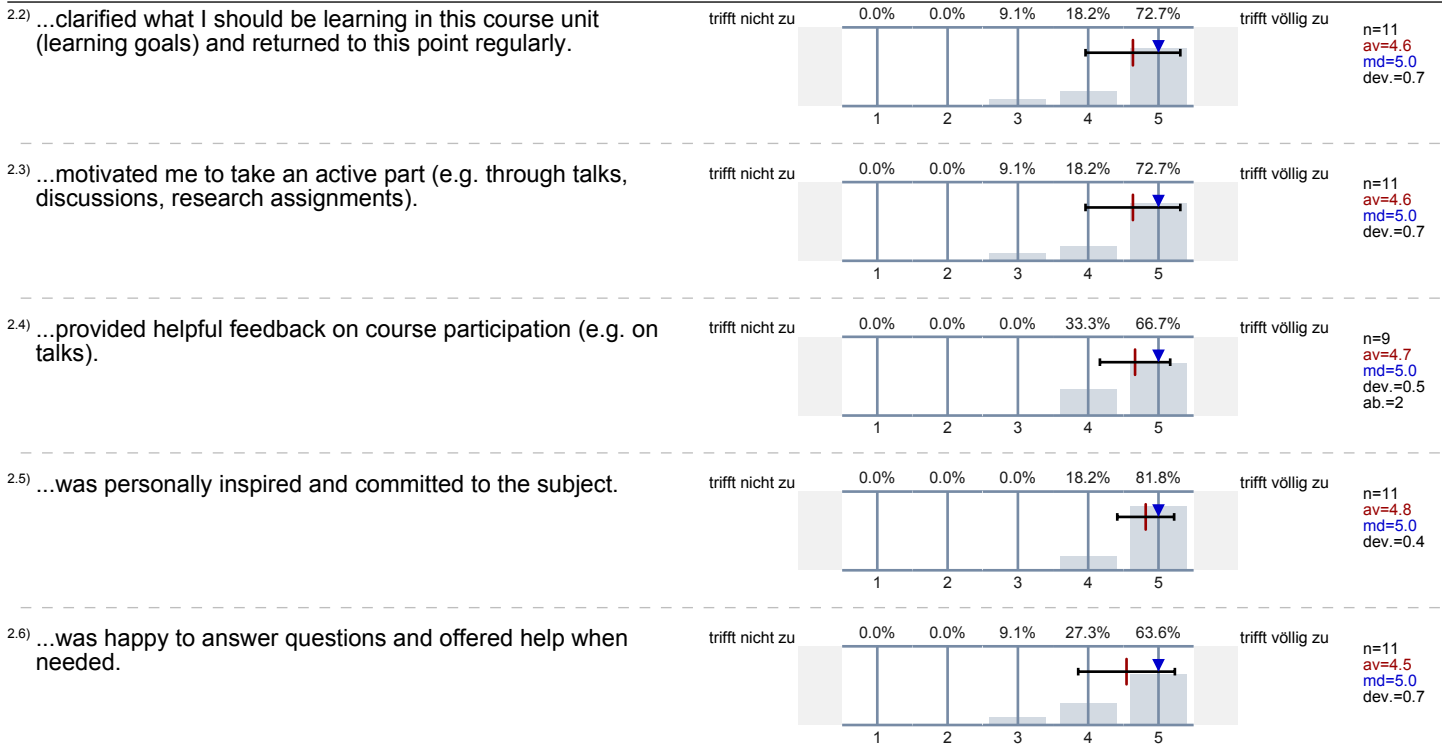 2.2) ...clarified what I should be learning in this course unit
(learning goals) and returned to this point regularly.
trifft nicht zu
0.0% 0.0% 9.1% 18.2% 72.7%
trifft völlig zu
n=11
av=4.6
md=5.0
dev.=0.7
1 2 3 4 5
2.3) ...motivated me to take an active part (e.g. through talks,
discussions, research assignments).
trifft nicht zu
0.0% 0.0% 9.1% 18.2% 72.7%
trifft völlig zu
n=11
av=4.6
md=5.0
dev.=0.7
1 2 3 4 5
2.4) ...provided helpful feedback on course participation (e.g. on
talks).
trifft nicht zu
0.0% 0.0% 0.0% 33.3% 66.7%
trifft völlig zu
n=9
av=4.7
md=5.0
dev.=0.5
ab.=2
1 2 3 4 5
2.5) ...was personally inspired and committed to the subject.
trifft nicht zu
0.0% 0.0% 0.0% 18.2% 81.8%
trifft völlig zu
n=11
av=4.8
md=5.0
dev.=0.4
1 2 3 4 5
2.6) ...was happy to answer questions and offered help when
needed.
trifft nicht zu
0.0% 0.0% 9.1% 27.3% 63.6%
trifft völlig zu
n=11
av=4.5
md=5.0
dev.=0.7
1 2 3 4 5